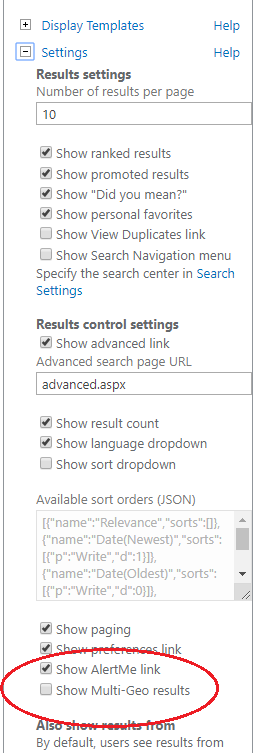 Display Templates Help
Settings Help
Results settings
Number of results per page
10
Show ranked results
Show promoted results
Show "Did you mean?"
Show personal favorites
Show View Duplicates link
Show Search Navigation menu
Specify the search center in Search
Settings
Results control settings
Show advanced link
Advanced search page URL
advanced.aspx
Show result count
Show language dropdown
Show sort dropdown
Available sort orders (JSON)
[{"name":"Relevance","sorts":[]},
{"name":"Date(Newest)","sorts":
[{"p":"Write","d":1}]},
{"name":"Date(Oldest)","sorts":
[{"p":"Write","d":0}]},
Show paging
Show preferences link
Show AlertMe link
Show Multi-Geo results
Also show results from
By default, users see results from